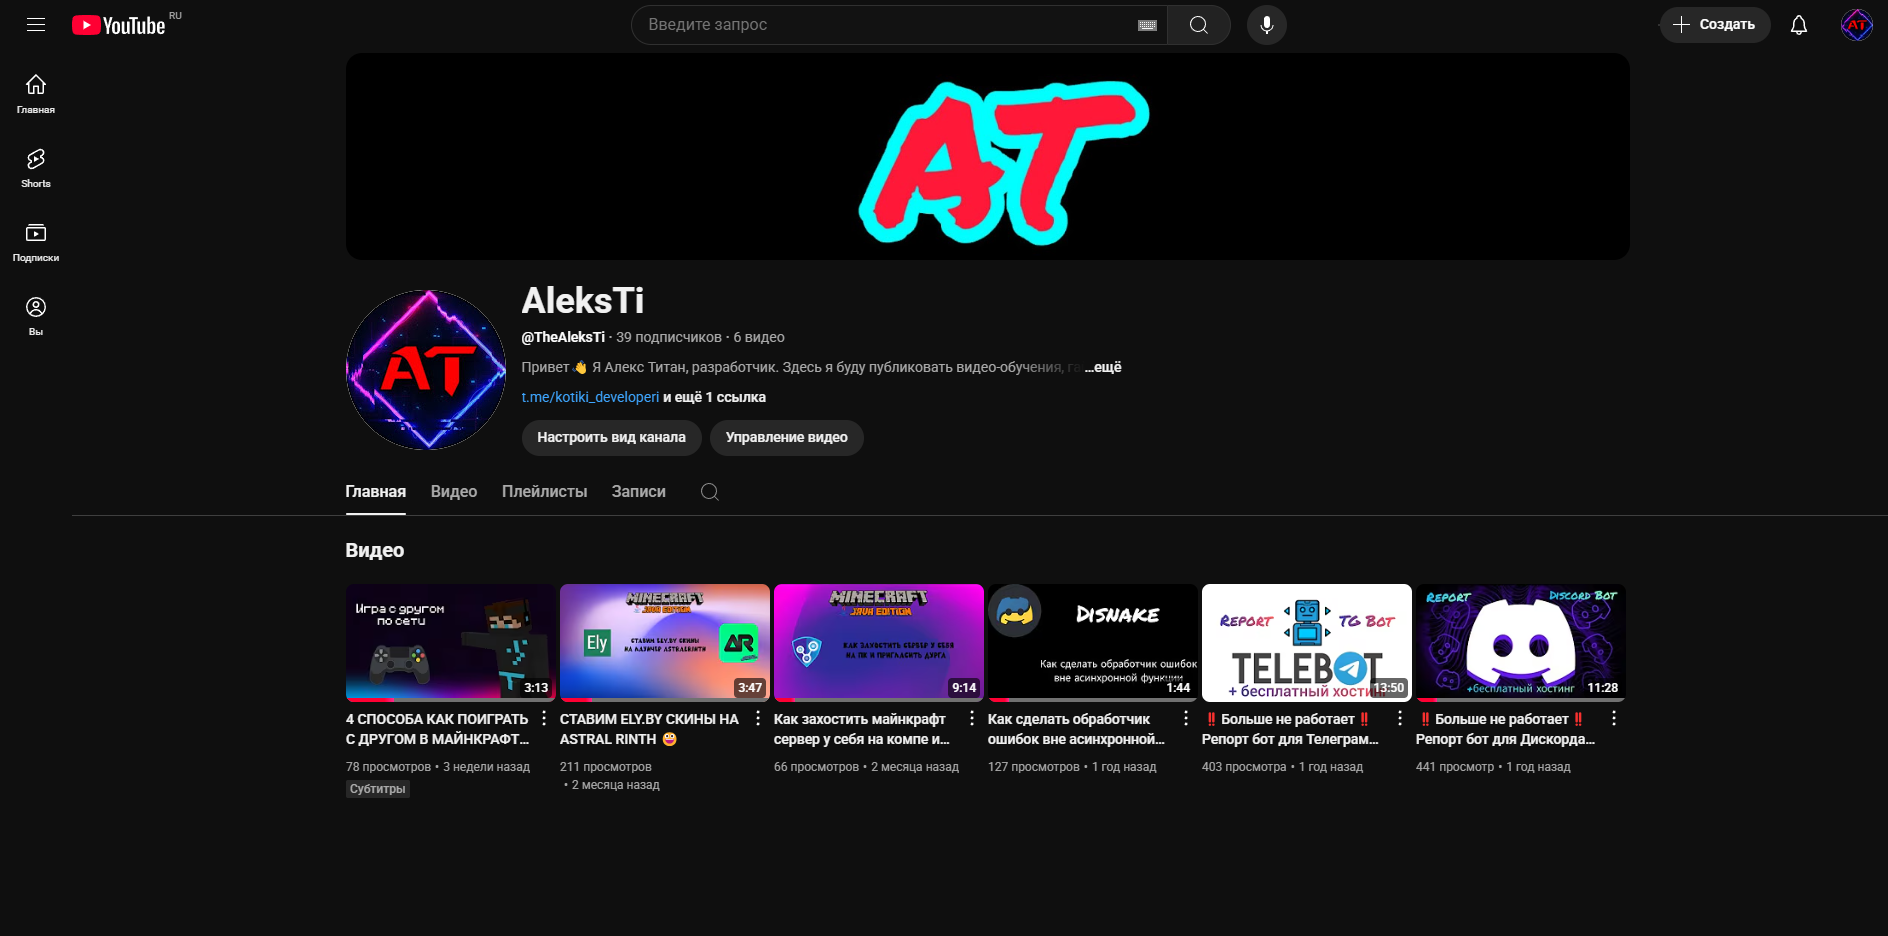 YouTube RU
Введите запрос
Создать
AT
Главная
Shorts
Подписки
Вы
AT
AT
AleksTi
@TheAleksTi · 39 подписчиков · 6 видео
Привет👋 Я Алекс Титан, разработчик. Здесь я буду публиковать видео-обучения, га ...ещё
t.me/kotiki_developeri и ещё 1 ссылка
Настроить вид канала
Управление видео
Главная Видео Плейлисты Записи
Видео
Игра с другом
по сети
3:13
4 СПОСОБА КАК ПОИГРАТЬ
С ДРУГОМ В МАЙНКРАФТ...
78 просмотров • 3 недели назад
Субтитры
MINECRAFT
JAVA EDITION
Ely
СТАВИМ ELY.BY СКИНЫ
НА ЛАУНЧЕР ASTRALRINTH
AR
3:47
СТАВИМ ELY.BY СКИНЫ НА
ASTRAL RINTH 😀
211 просмотров
• 2 месяца назад
MINECRAFT
JAVA EDITION
КАК ЗАХОСТИТЬ СЕРВЕР У СЕБЯ
НА ПК И ПРИГЛАСИТЬ ДУРГА
9:14
Как захостить майнкрафт
сервер у себя на компе и...
66 просмотров • 2 месяца назад
DISNAKE
Как сделать обработчик ошибок
вне асинхронной функции
1:44
Как сделать обработчик
ошибок вне асинхронной...
127 просмотров • 1 год назад
REPORT TG BOT
TELEBOT
+ бесплатный хостинг
13:50
‼️ Больше не работает ‼️
Репорт бот для Телеграм...
403 просмотра • 1 год назад
REPORT DISCORD BOT
+бесплатный хостинг
11:28
‼️ Больше не работает ‼️
Репорт бот для Дискорда...
441 просмотр • 1 год назад